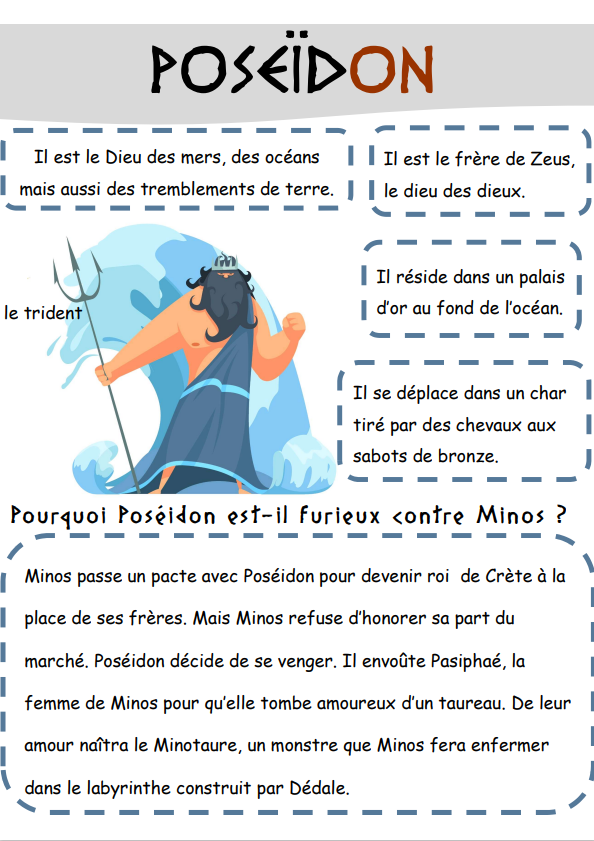 POSEÏDON
Il est le Dieu des mers, des océans
mais aussi des tremblements de terre.
Il est le frère de Zeus,
le dieu des dieux.
Il réside dans un palais
d'or au fond de l'océan.
le trident
Il se déplace dans un char
tiré par des chevaux aux
sabots de bronze.
Pourquoi Poséidon est-il furieux contre Minos ?
Minos passe un pacte avec Poséidon pour devenir roi de Crète à la
place de ses frères. Mais Minos refuse d'honorer sa part du
marché. Poséidon décide de se venger. Il envoûte Pasiphaé, la
femme de Minos pour qu'elle tombe amoureux d'un taureau. De leur
amour naîtra le Minotaure, un monstre que Minos fera enfermer
dans le labyrinthe construit par Dédale.